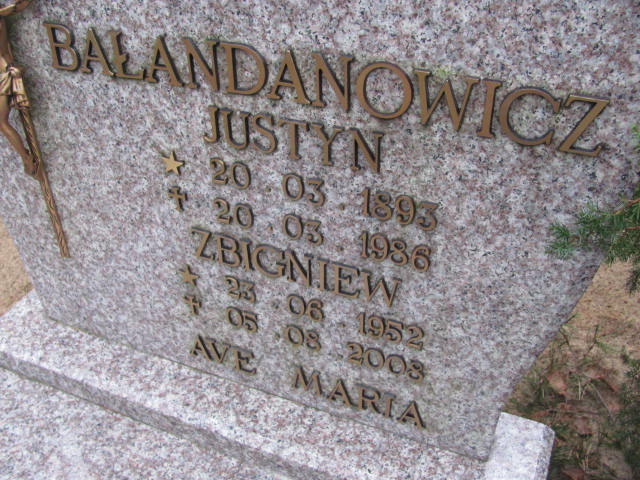 BAŁANDANOWICZ
JUSTYN
★ 20 03 1893
✝ 20 03 1986
ZBIGNIEW
★ 23 06 1952
✝ 05 08 2008
AVE MARIA